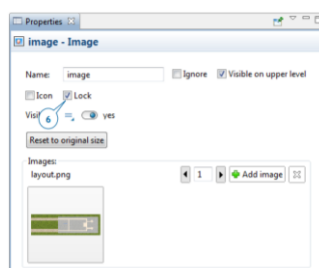 Properties
image - Image
Name: image Ignore Visible on upper level
Icon Lock
6
yes
Reset to original size
Images:
layout.png 1 Add image